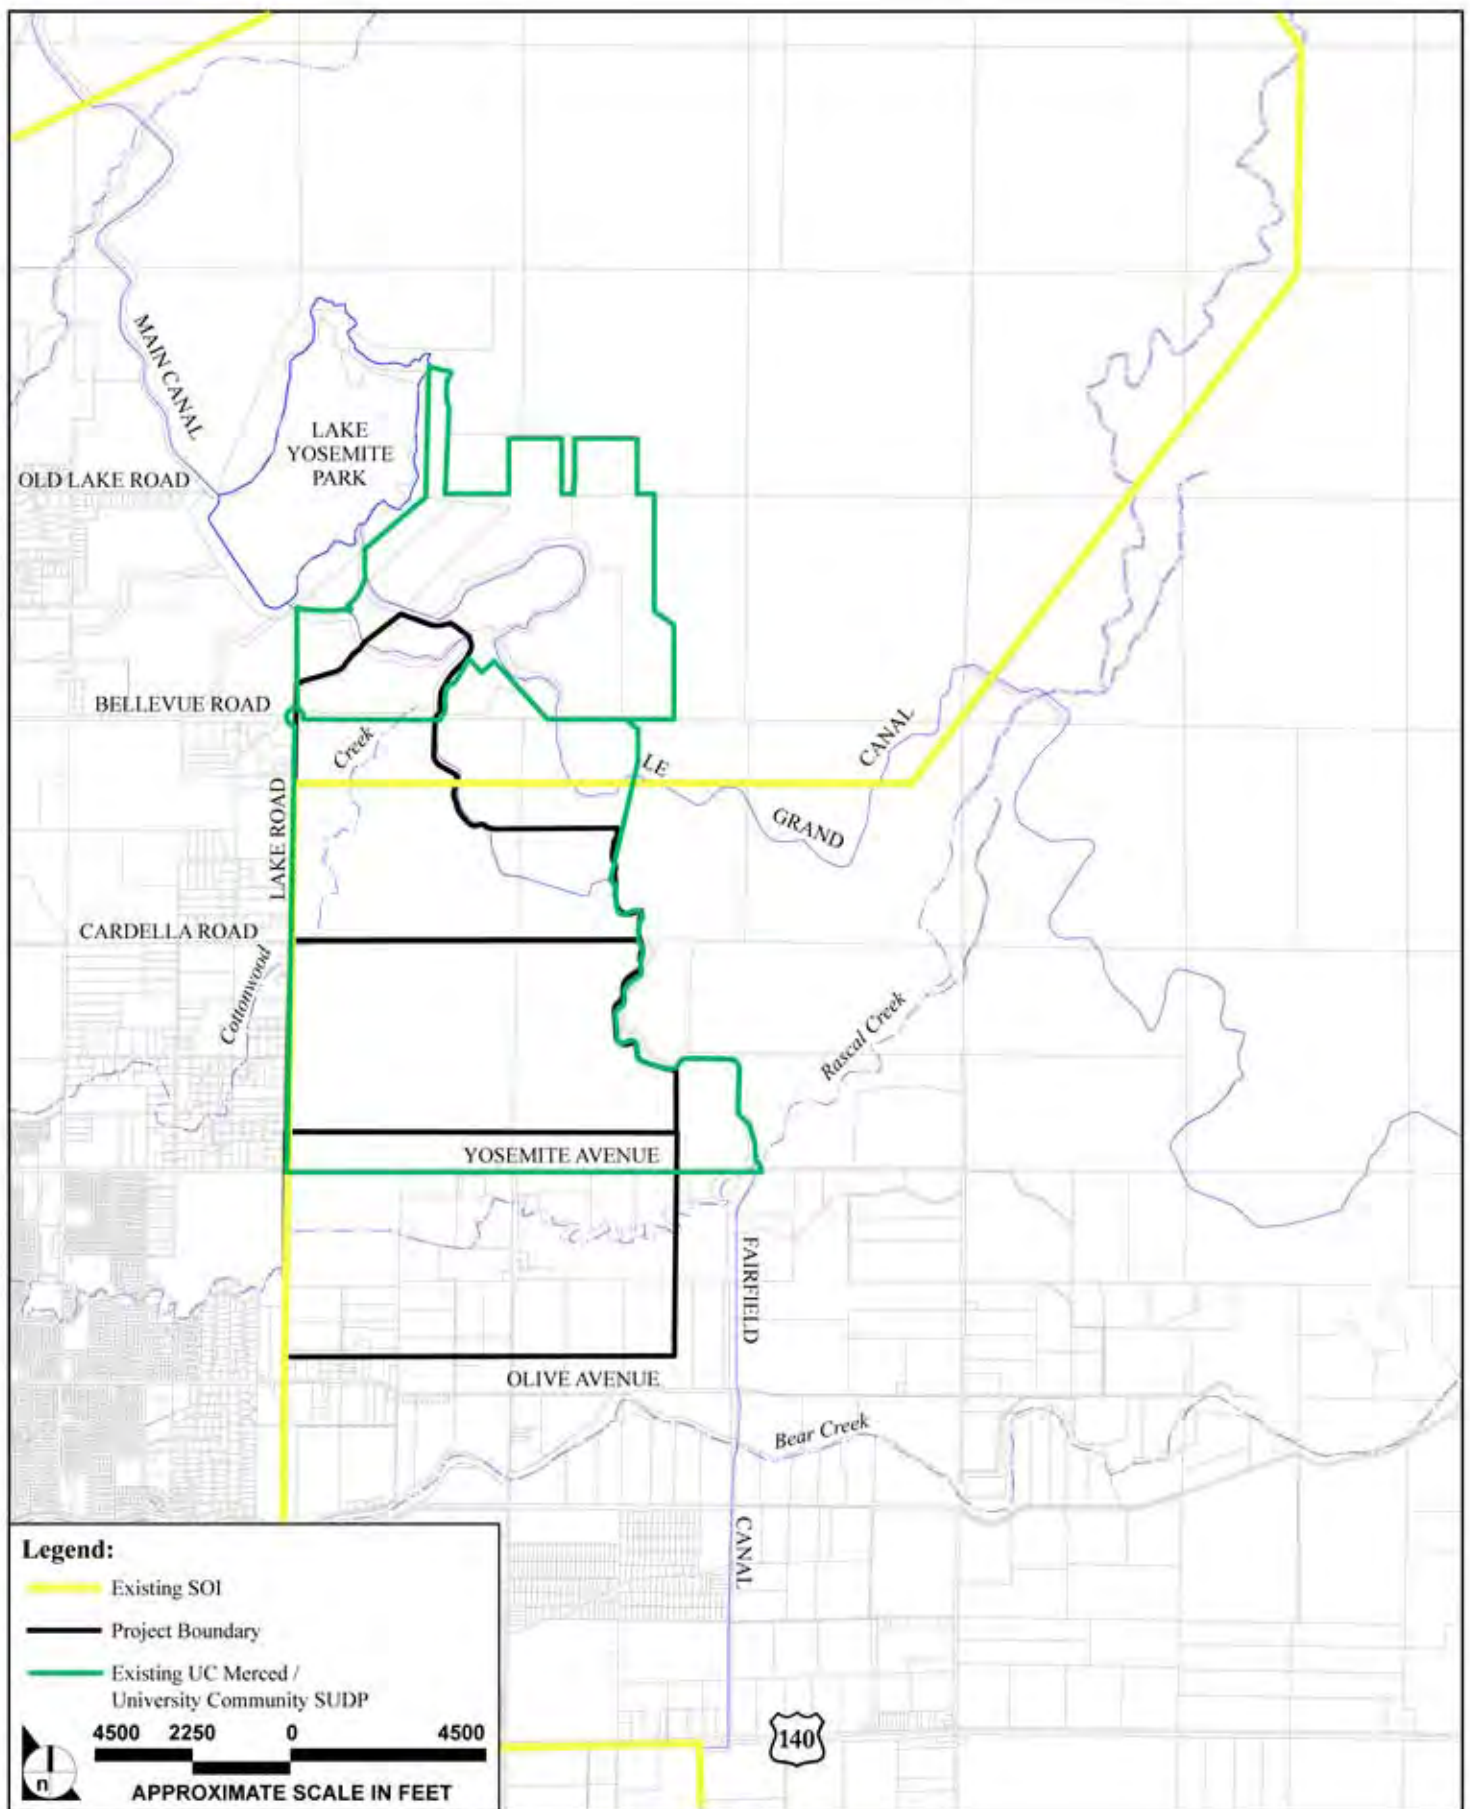 MAIN CANAL
LAKE
YOSEMITE
PARK
OLD LAKE ROAD
BELLEVUE ROAD
Creek
LE
CANAL
GRAND
LAKE ROAD
CARDELLA ROAD
Cottonwood
Rascal Creek
YOSEMITE AVENUE
FAIRFIELD
OLIVE AVENUE
Bear Creek
CANAL
Legend:
Existing SOI
Project Boundary
Existing UC Merced /
University Community SUDP
4500 2250 0 4500
n
APPROXIMATE SCALE IN FEET
140